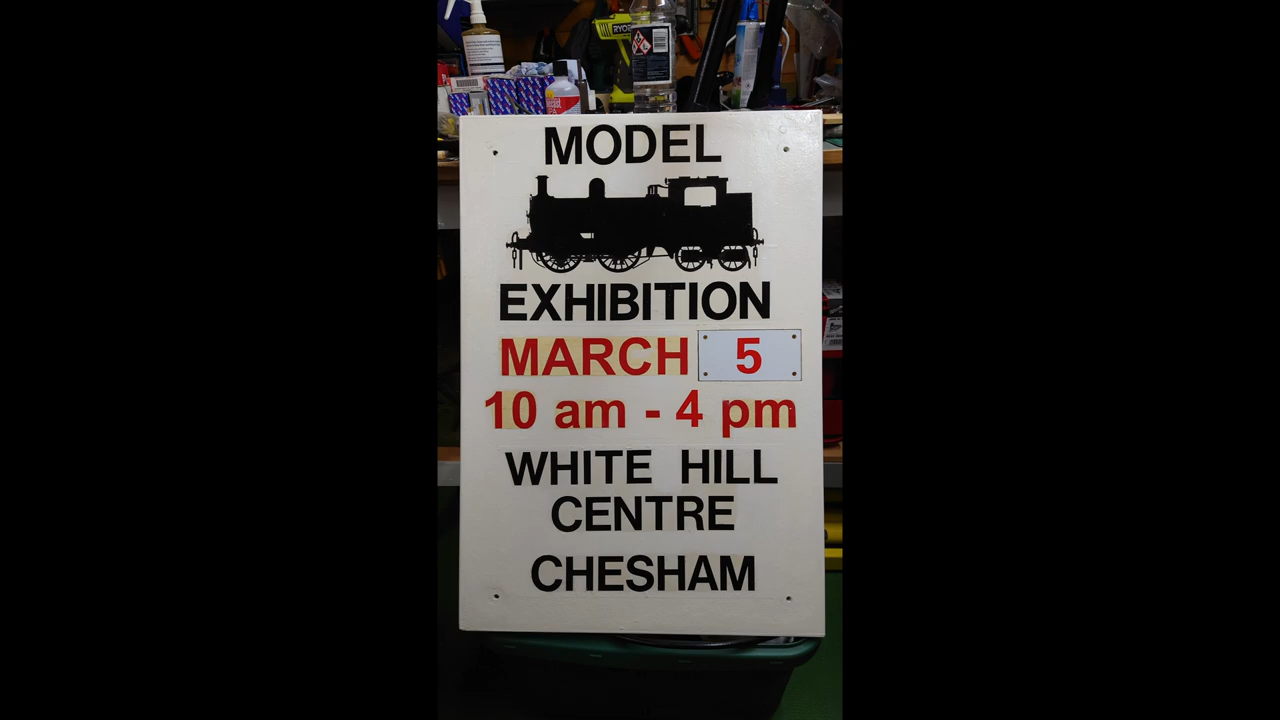 MODEL
EXHIBITION
MARCH 5
10 am - 4 pm
WHITE HILL
CENTRE
CHESHAM